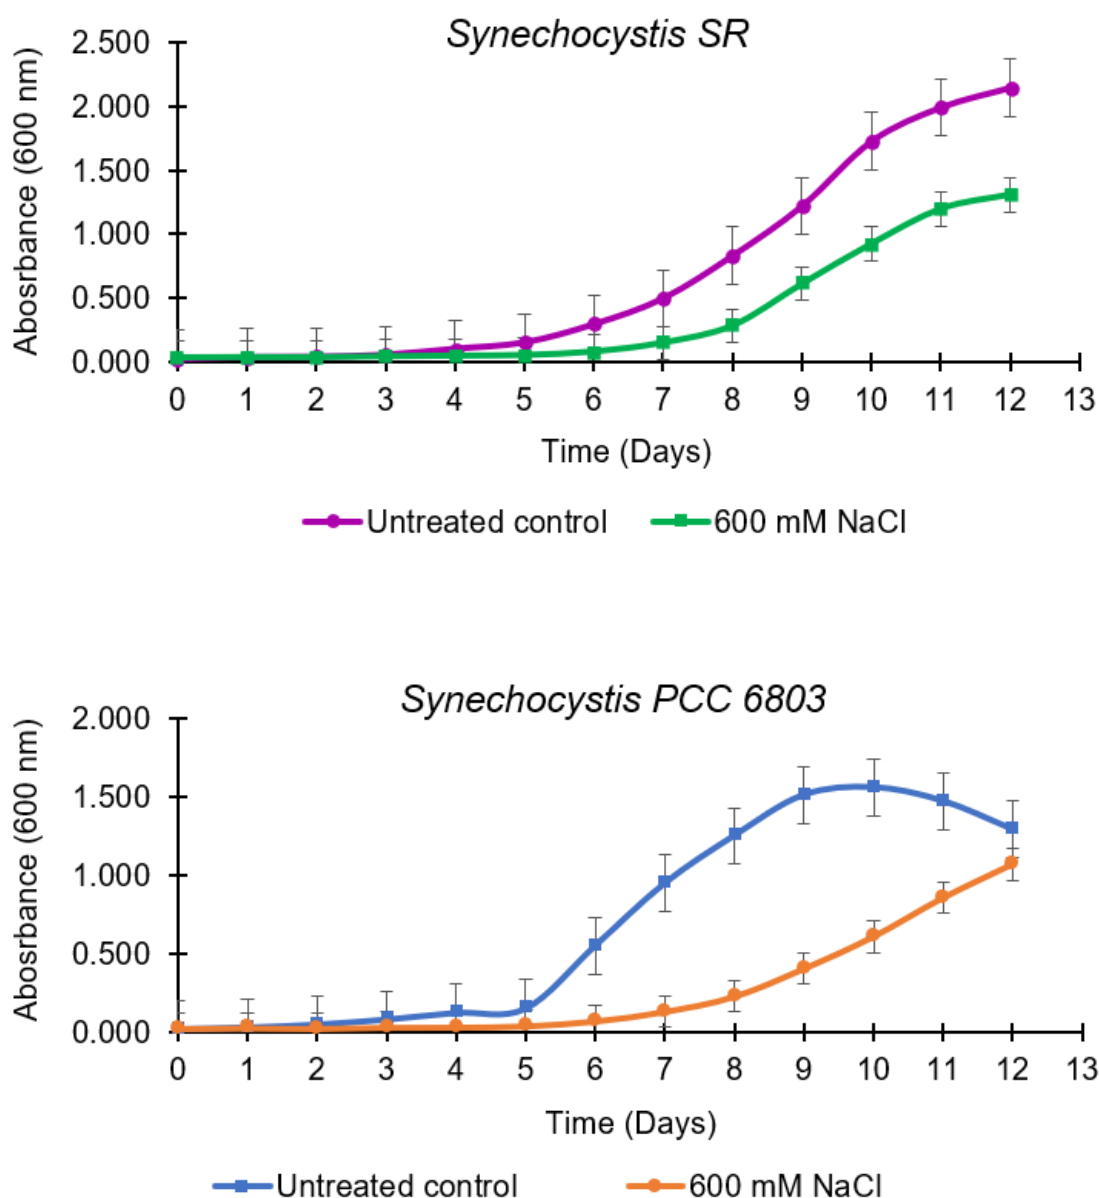 Synechocystis SR
Abosrbance (600 nm)
2.500
2.000
1.500
1.000
0.500
0.000
0 1 2 3 4 5 6 7 8 9 10 11 12 13
Time (Days)
Untreated control 600 mM NaCl
Synechocystis PCC 6803
Abosrbance (600 nm)
2.000
1.500
1.000
0.500
0.000
0 1 2 3 4 5 6 7 8 9 10 11 12 13
Time (Days)
Untreated control 600 mM NaCl